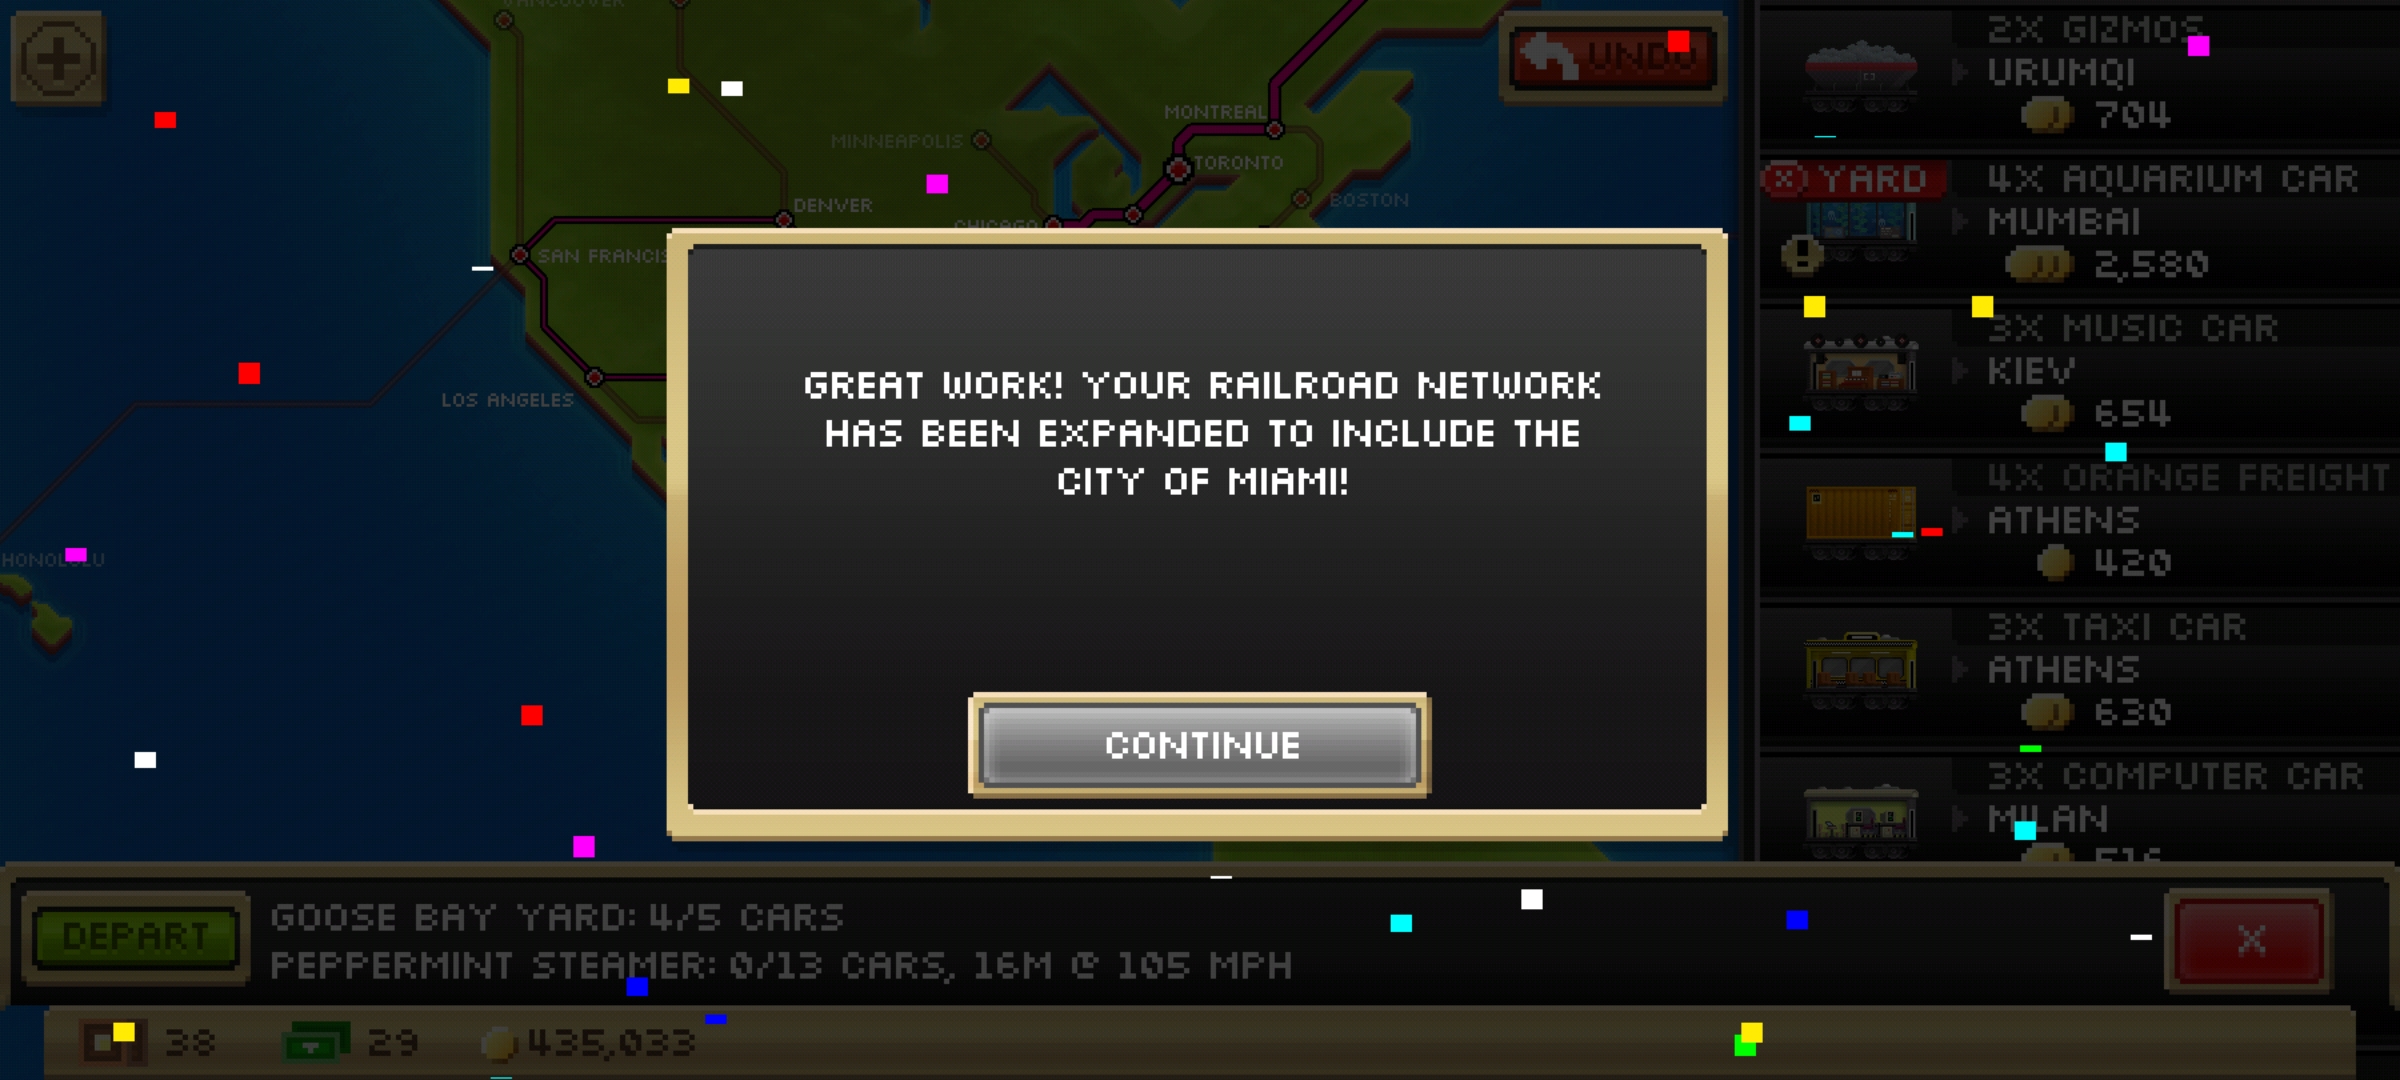 VANCOUVER
UNDO
MONTREAL
MINNEAPOLIS
TORONTO
DENVER
BOSTON
CHICAGO
SAN FRANCIS
LOS ANGELES
HONOLULU
GREAT WORK! YOUR RAILROAD NETWORK
HAS BEEN EXPANDED TO INCLUDE THE
CITY OF MIAMI!
CONTINUE
2X GIZMOS
URUMQI
704
YARD
4X AQUARIUM CAR
MUMBAI
2,580
3X MUSIC CAR
KIEV
654
4X ORANGE FREIGHT
ATHENS
420
3X TAXI CAR
ATHENS
630
3X COMPUTER CAR
MILAN
516
DEPART
GOOSE BAY YARD: 4/5 CARS
PEPPERMINT STEAMER: 0/13 CARS, 16M @ 105 MPH
X
38
29
435,033